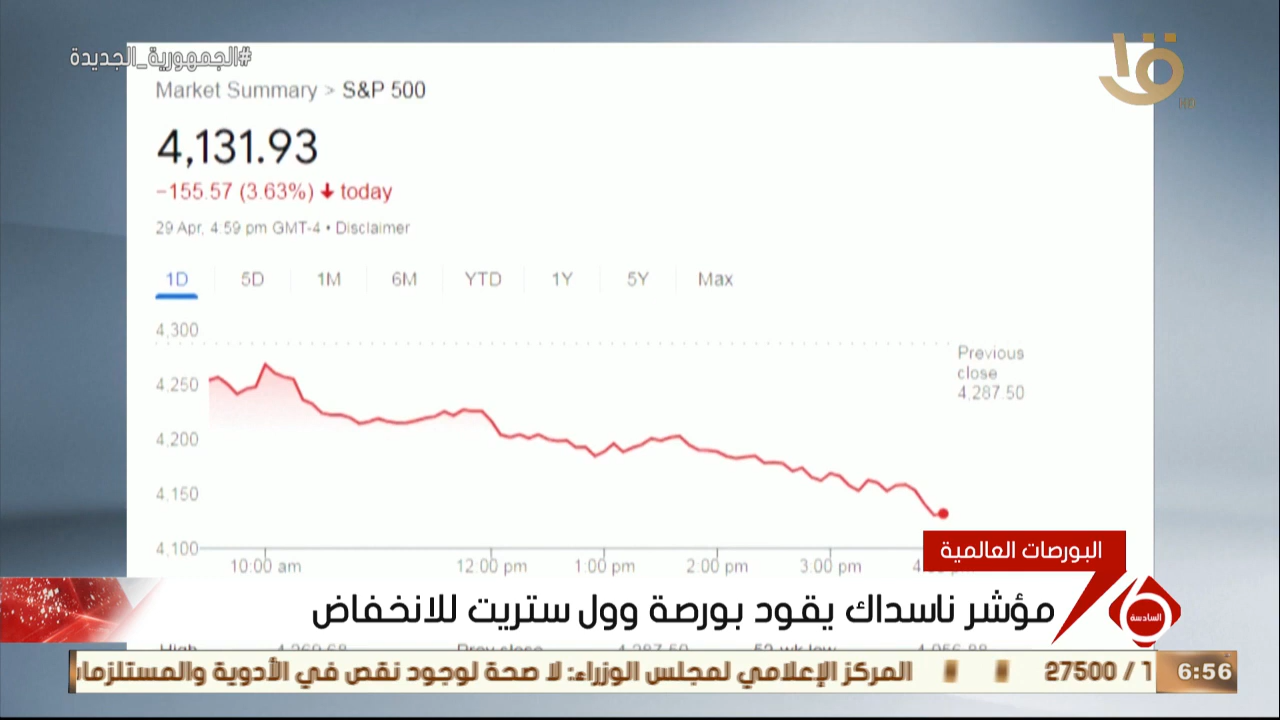 #الجمهورية_الجديدة
Market Summary > S&P 500
4,131.93
−155.57 (3.63%) ↓ today
29 Apr, 4:59 pm GMT-4 • Disclaimer
1D 5D 1M 6M YTD 1Y 5Y Max
4,300
Previous
close
4,287.50
4,250
4,200
4,150
4,100
10:00 am 12:00 pm 1:00 pm 2:00 pm 3:00 pm
البورصات العالمية
مؤشر ناسداك يقود بورصة وول ستريت للانخفاض
السادسة
27500 / 1
المركز الإعلامي لمجلس الوزراء: لا صحة لوجود نقص في الأدوية والمستلزما
6:56